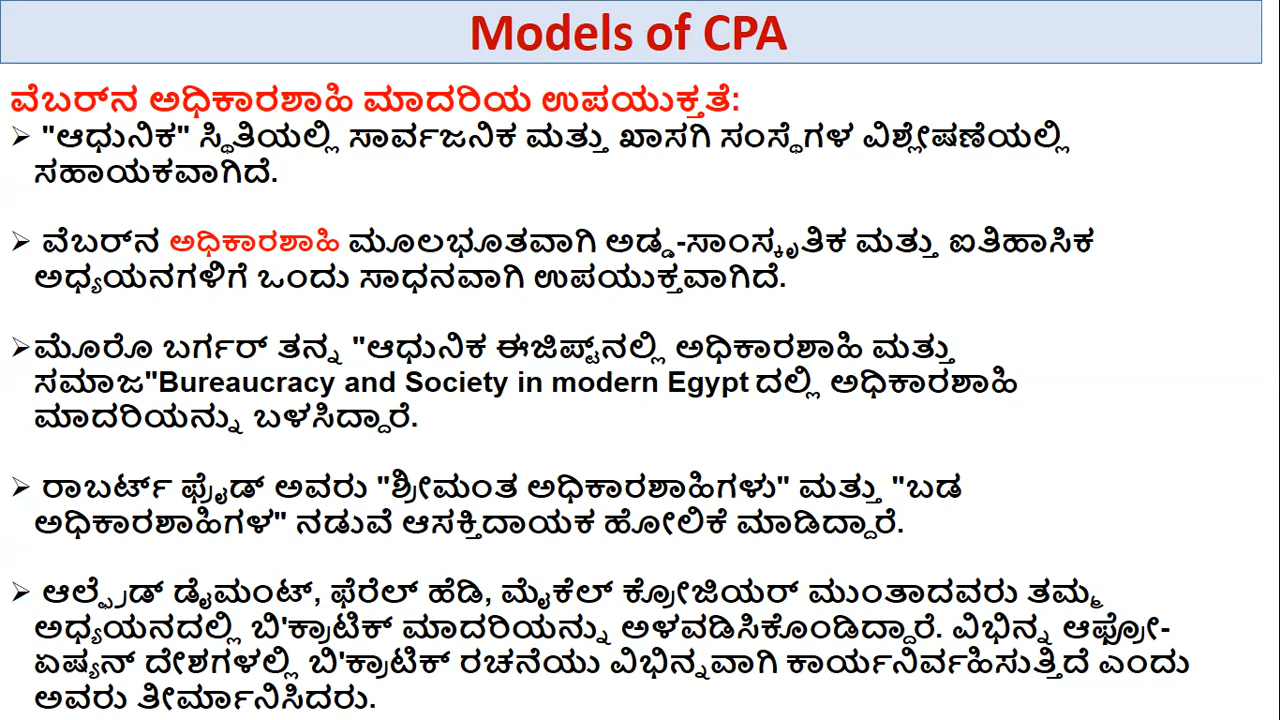 Models of CPA
ವೆಬರ್‌ನ ಅಧಿಕಾರಶಾಹಿ ಮಾದರಿಯ ಉಪಯುಕ್ತತೆ:
➢ "ಆಧುನಿಕ" ಸ್ಥಿತಿಯಲ್ಲಿ ಸಾರ್ವಜನಿಕ ಮತ್ತು ಖಾಸಗಿ ಸಂಸ್ಥೆಗಳ ವಿಶ್ಲೇಷಣೆಯಲ್ಲಿ
ಸಹಾಯಕವಾಗಿದೆ.
➢ ವೆಬರ್‌ನ ಅಧಿಕಾರಶಾಹಿ ಮೂಲಭೂತವಾಗಿ ಅಡ್ಡ-ಸಾಂಸ್ಕೃತಿಕ ಮತ್ತು ಐತಿಹಾಸಿಕ
ಅಧ್ಯಯನಗಳಿಗೆ ಒಂದು ಸಾಧನವಾಗಿ ಉಪಯುಕ್ತವಾಗಿದೆ.
➢ಮೊರೊ ಬರ್ಗರ್ ತನ್ನ "ಆಧುನಿಕ ಈಜಿಪ್ಟ್‌ನಲ್ಲಿ ಅಧಿಕಾರಶಾಹಿ ಮತ್ತು
ಸಮಾಜ"Bureaucracy and Society in modern Egypt ದಲ್ಲಿ ಅಧಿಕಾರಶಾಹಿ
ಮಾದರಿಯನ್ನು ಬಳಸಿದ್ದಾರೆ.
➢ ರಾಬರ್ಟ್ ಫ್ರೈಡ್ ಅವರು "ಶ್ರೀಮಂತ ಅಧಿಕಾರಶಾಹಿಗಳು" ಮತ್ತು "ಬಡ
ಅಧಿಕಾರಶಾಹಿಗಳ" ನಡುವೆ ಆಸಕ್ತಿದಾಯಕ ಹೋಲಿಕೆ ಮಾಡಿದ್ದಾರೆ.
➢ ಆಲ್ಫ್ರೆಡ್ ಡೈಮಂಟ್, ಫೆರೆಲ್ ಹೆಡಿ, ಮೈಕೆಲ್ ಕ್ರೋಜಿಯರ್ ಮುಂತಾದವರು ತಮ್ಮ
ಅಧ್ಯಯನದಲ್ಲಿ ಬಿ'ಕ್ರಾಟಿಕ್ ಮಾದರಿಯನ್ನು ಅಳವಡಿಸಿಕೊಂಡಿದ್ದಾರೆ. ವಿಭಿನ್ನ ಆಫ್ರೋ-
ಏಷ್ಯನ್ ದೇಶಗಳಲ್ಲಿ ಬಿ'ಕ್ರಾಟಿಕ್ ರಚನೆಯು ವಿಭಿನ್ನವಾಗಿ ಕಾರ್ಯನಿರ್ವಹಿಸುತ್ತಿದೆ ಎಂದು
ಅವರು ತೀರ್ಮಾನಿಸಿದರು.